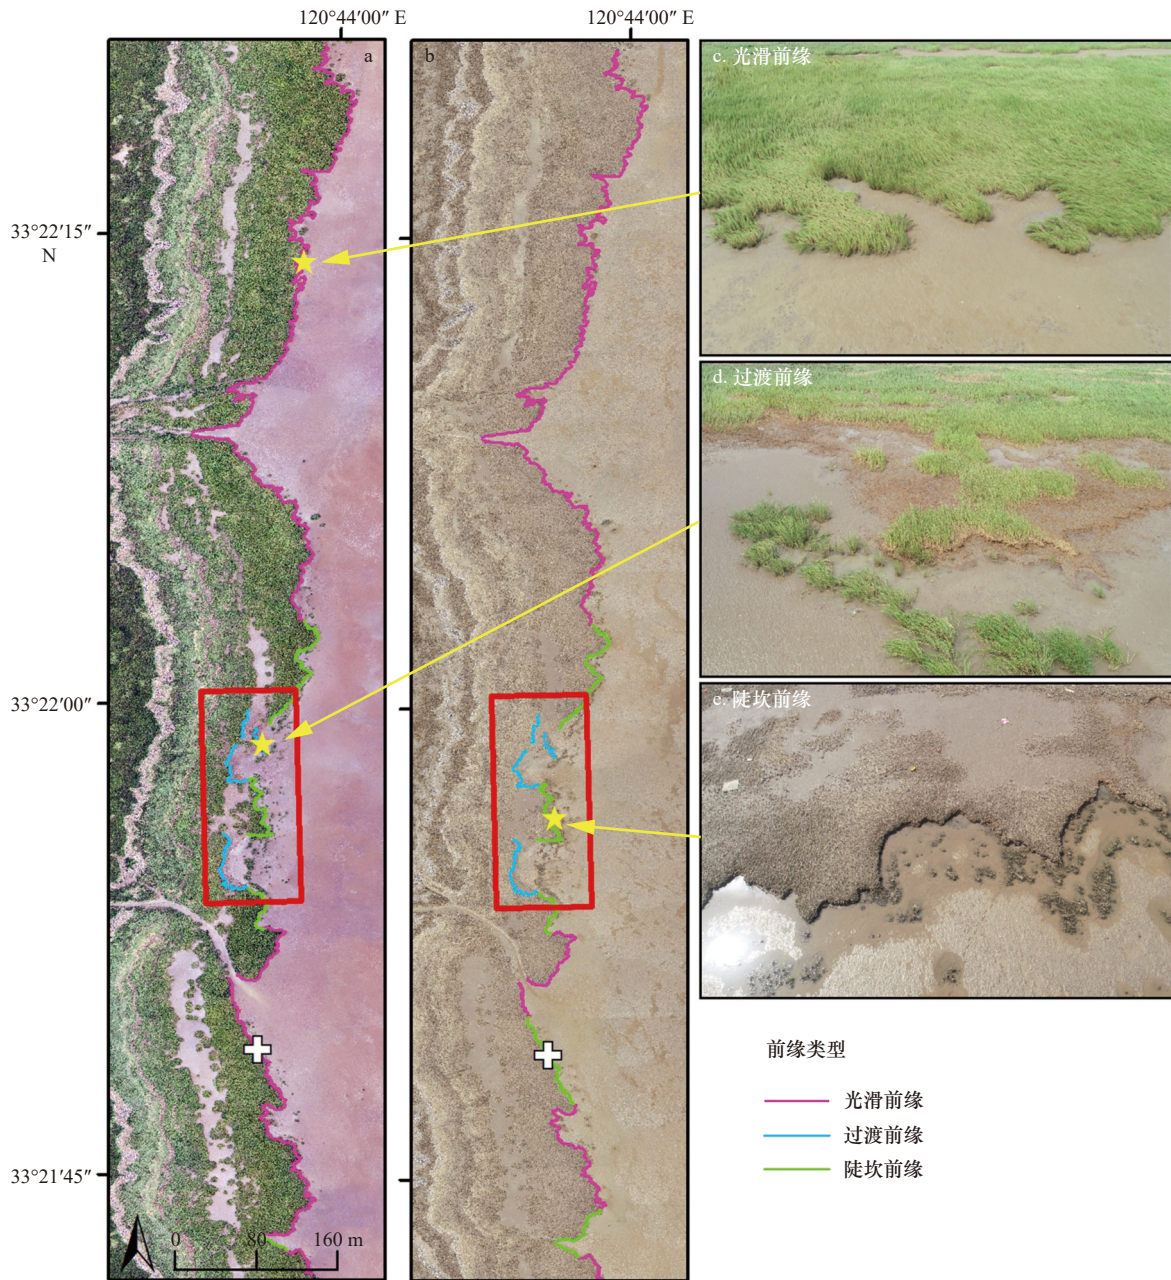 120°44′00″ E
120°44′00″ E
a
b
c. 光滑前缘
33°22′15″
N
d. 过渡前缘
33°22′00″
e. 陡坎前缘
前缘类型
光滑前缘
过渡前缘
陡坎前缘
33°21′45″
0
80
160 m